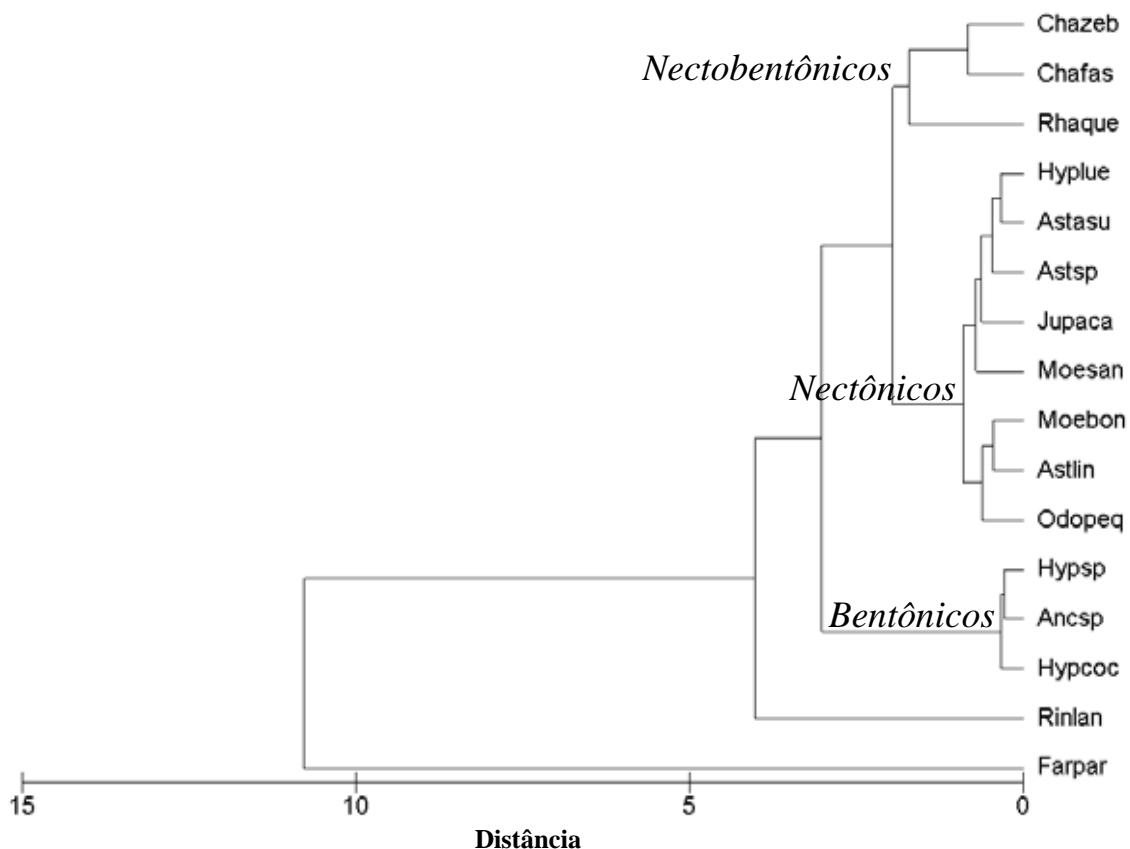 Chazeb
Nectobentônicos
Chafas
Rhaque
Hyplue
Astasu
Astsp
Jupaca
Moesan
Nectônicos
Moebon
Astlin
Odopeq
Hypsp
Bentônicos
Ancsp
Hypcoc
Rinlan
Farpar
15 10 5 0
Distância